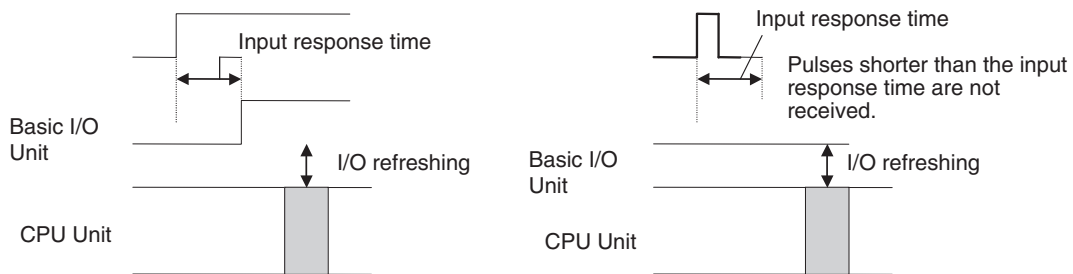 Input response time
Basic I/O
Unit
I/O refreshing
CPU Unit
Input response time
Pulses shorter than the input
response time are not
received.
Basic I/O
Unit
I/O refreshing
CPU Unit